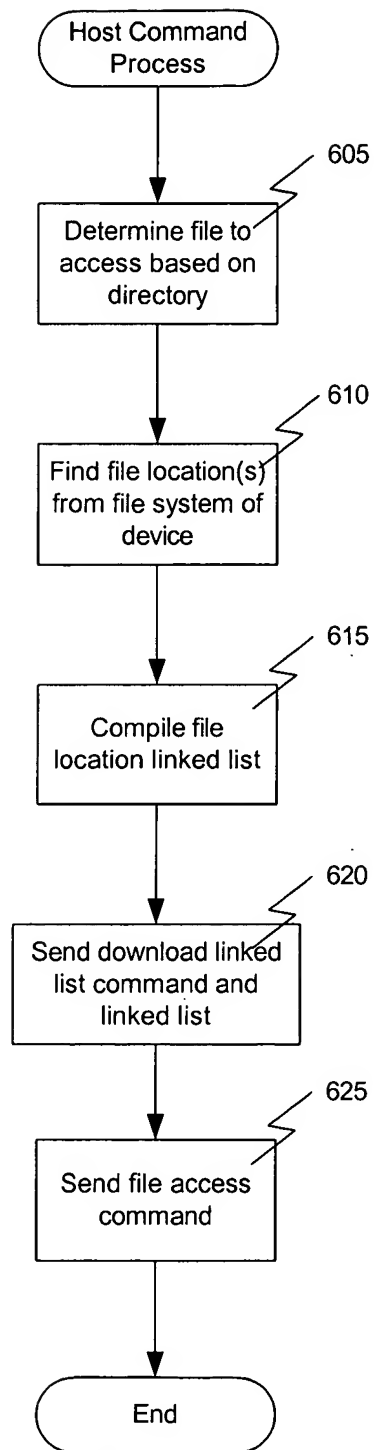 Host Command
Process
605
Determine file to
access based on
directory
610
Find file location(s)
from file system of
device
615
Compile file
location linked list
620
Send download linked
list command and
linked list
625
Send file access
command
End